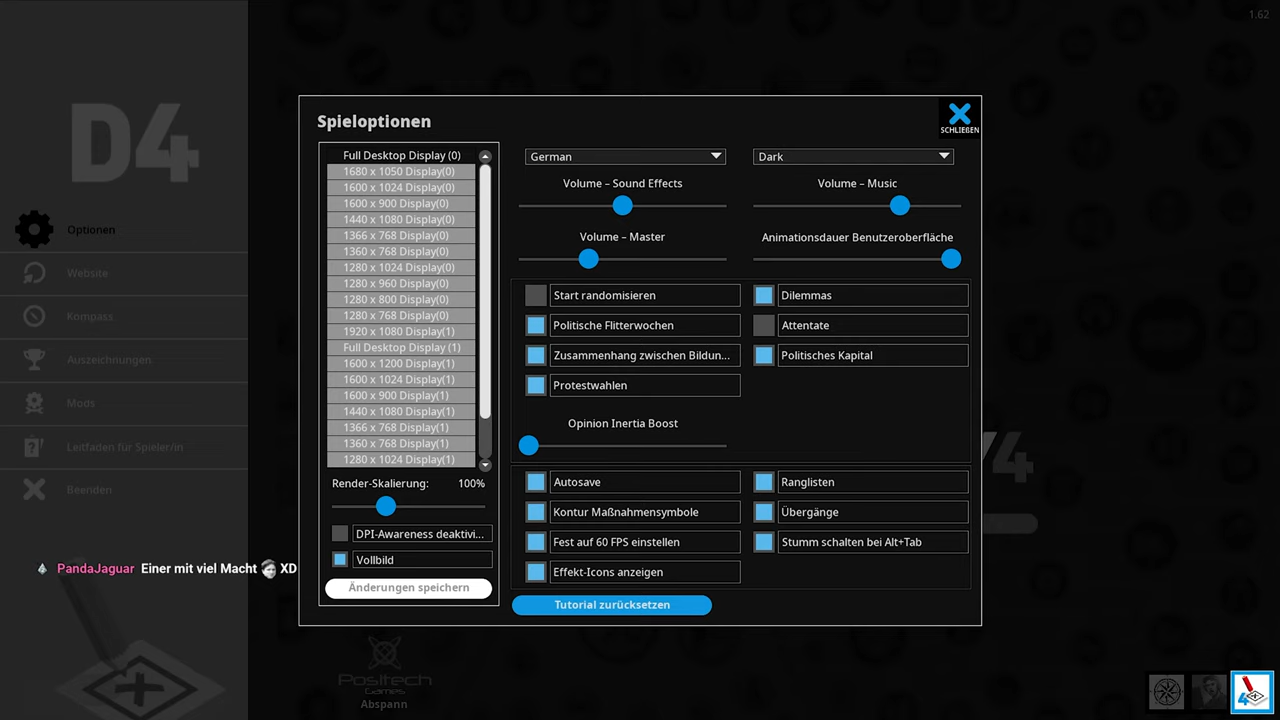 1.62
D4
Optionen
Website
Kompass
Auszeichnungen
Mods
Leitfaden für Spieler/in
Beenden
Spieloptionen
SCHLIEßEN
Full Desktop Display (0)
1680 x 1050 Display(0)
1600 x 1024 Display(0)
1600 x 900 Display(0)
1440 x 1080 Display(0)
1366 x 768 Display(0)
1360 x 768 Display(0)
1280 x 1024 Display(0)
1280 x 960 Display(0)
1280 x 800 Display(0)
1280 x 768 Display(0)
1920 x 1080 Display(1)
Full Desktop Display (1)
1600 x 1200 Display(1)
1600 x 1024 Display(1)
1600 x 900 Display(1)
1440 x 1080 Display(1)
1366 x 768 Display(1)
1360 x 768 Display(1)
1280 x 1024 Display(1)
Render-Skalierung: 100%
DPI-Awareness deaktivi...
Vollbild
Änderungen speichern
German
Dark
Volume – Sound Effects
Volume – Music
Volume – Master
Animationsdauer Benutzeroberfläche
Start randomisieren
Dilemmas
Politische Flitterwochen
Attentate
Zusammenhang zwischen Bildun...
Politisches Kapital
Protestwahlen
Opinion Inertia Boost
Autosave
Ranglisten
Kontur Maßnahmensymbole
Übergänge
Fest auf 60 FPS einstellen
Stumm schalten bei Alt+Tab
Effekt-Icons anzeigen
Tutorial zurücksetzen
PandaJaguar Einer mit viel Macht XD
Positech
Games
Abspann
4